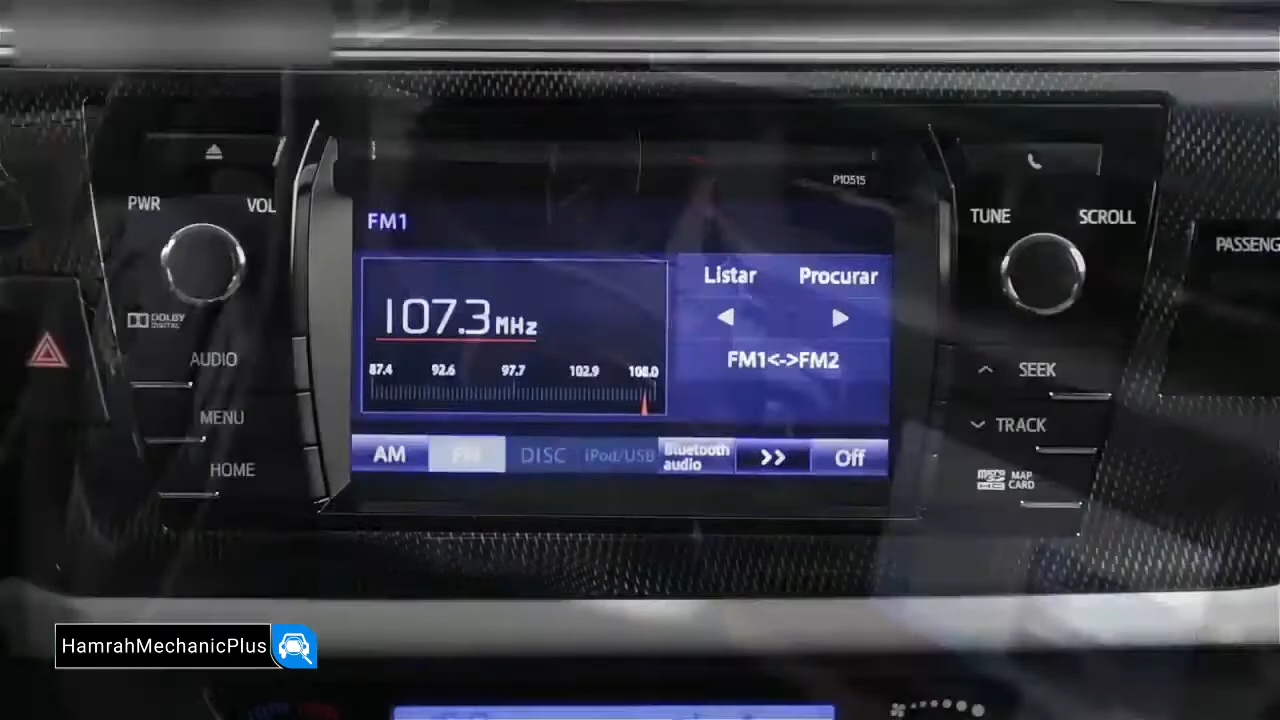 P10515
PWR VOL
TUNE SCROLL
FM1
PASSENG
Listar Procurar
107.3 MHz
DOLBY
DIGITAL
FM1<->FM2
AUDIO
87.4 92.6 97.7 102.9 108.0
SEEK
MENU
TRACK
AM FM DISC iPod/USB Bluetooth audio >> Off
HOME
micro SD MAP CARD
HamrahMechanicPlus